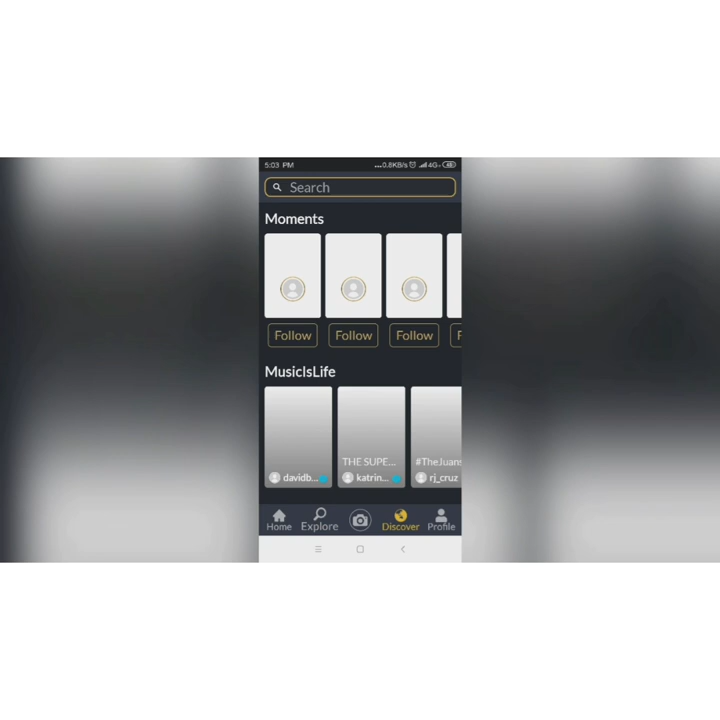 5:03 PM ...0.8KB/s 4G 48
Search
Moments
Follow Follow Follow F
MusicIsLife
THE SUPE... #TheJuans
davidb... katrin... rj_cruz
Home Explore Discover Profile